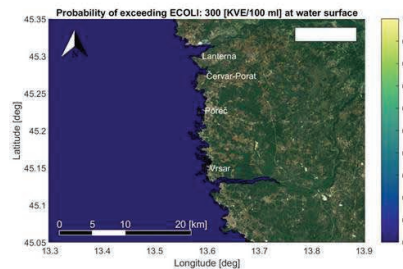 Probability of exceeding ECOLI: 300 [KVE/100 ml] at water surface
45.35
45.3
45.25
45.2
45.15
45.1
45.05
Latitude [deg]
Lanterna
Červar-Porat
Poreč
Vrsar
0 5 10 20 [km]
13.3 13.4 13.5 13.6 13.7 13.8 13.9
Longitude [deg]